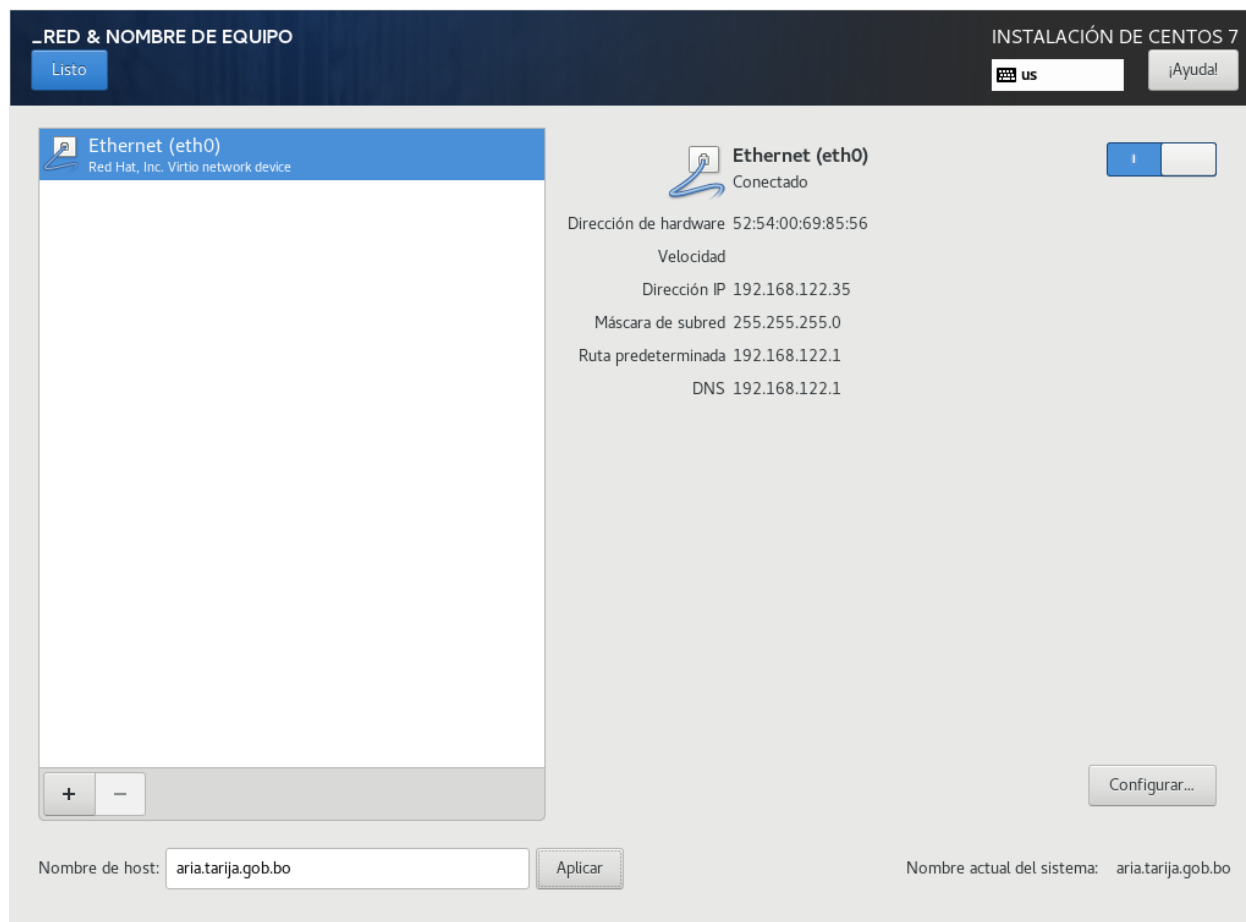 _RED & NOMBRE DE EQUIPO
Listo
INSTALACIÓN DE CENTOS 7
us
¡Ayuda!
Ethernet (eth0)
Red Hat, Inc. Virtio network device
Ethernet (eth0)
Conectado
Dirección de hardware 52:54:00:69:85:56
Velocidad
Dirección IP 192.168.122.35
Máscara de subred 255.255.255.0
Ruta predeterminada 192.168.122.1
DNS 192.168.122.1
+ −
Configurar...
Nombre de host: aria.tarija.gob.bo Aplicar
Nombre actual del sistema: aria.tarija.gob.bo